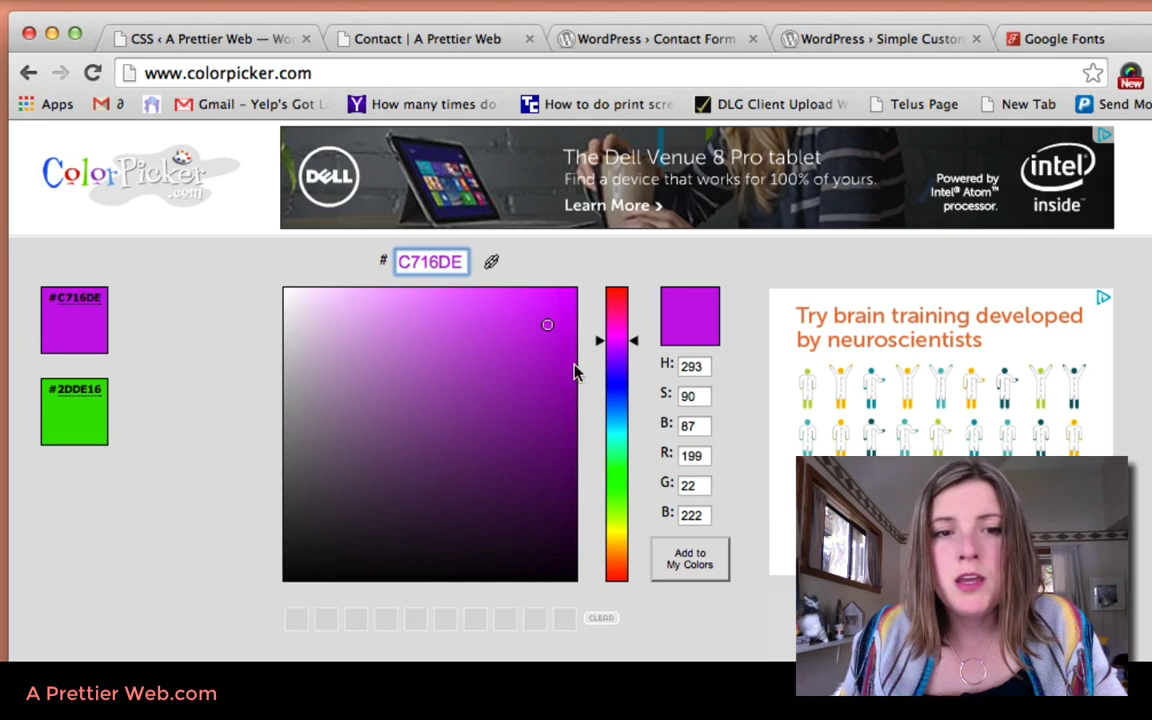 CSS ‹ A Prettier Web — Wo
Contact | A Prettier Web
WordPress › Contact Form
WordPress › Simple Custon
Google Fonts
www.colorpicker.com
New
Apps
∂
Gmail – Yelp's Got L
How many times do
How to do print scre
DLG Client Upload W
Telus Page
New Tab
Send Mo
ColorPicker
.com
DELL
The Dell Venue 8 Pro tablet
Find a device that works for 100% of yours.
Learn More ›
Powered by
Intel® Atom™
processor.
intel
inside™
# C716DE
#C716DE
#2DDE16
H: 293
S: 90
B: 87
R: 199
G: 22
B: 222
Add to
My Colors
CLEAR
Try brain training developed
by neuroscientists
A Prettier Web.com